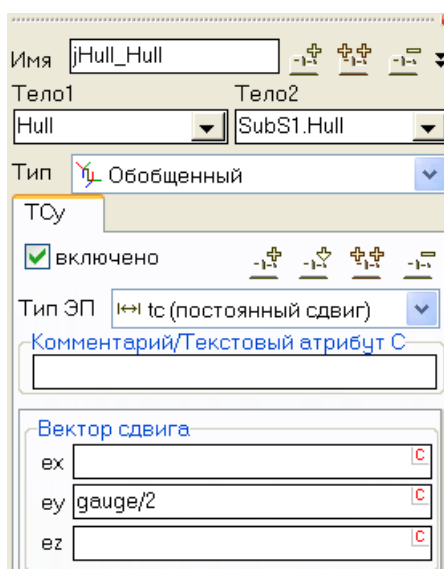 Имя jHull_Hull
Тело1 Тело2
Hull SubS1.Hull
Тип Обобщенный
TCy
включено
Тип ЭП tc (постоянный сдвиг)
Комментарий/Текстовый атрибут C
Вектор сдвига
ex C
ey gauge/2 C
ez C